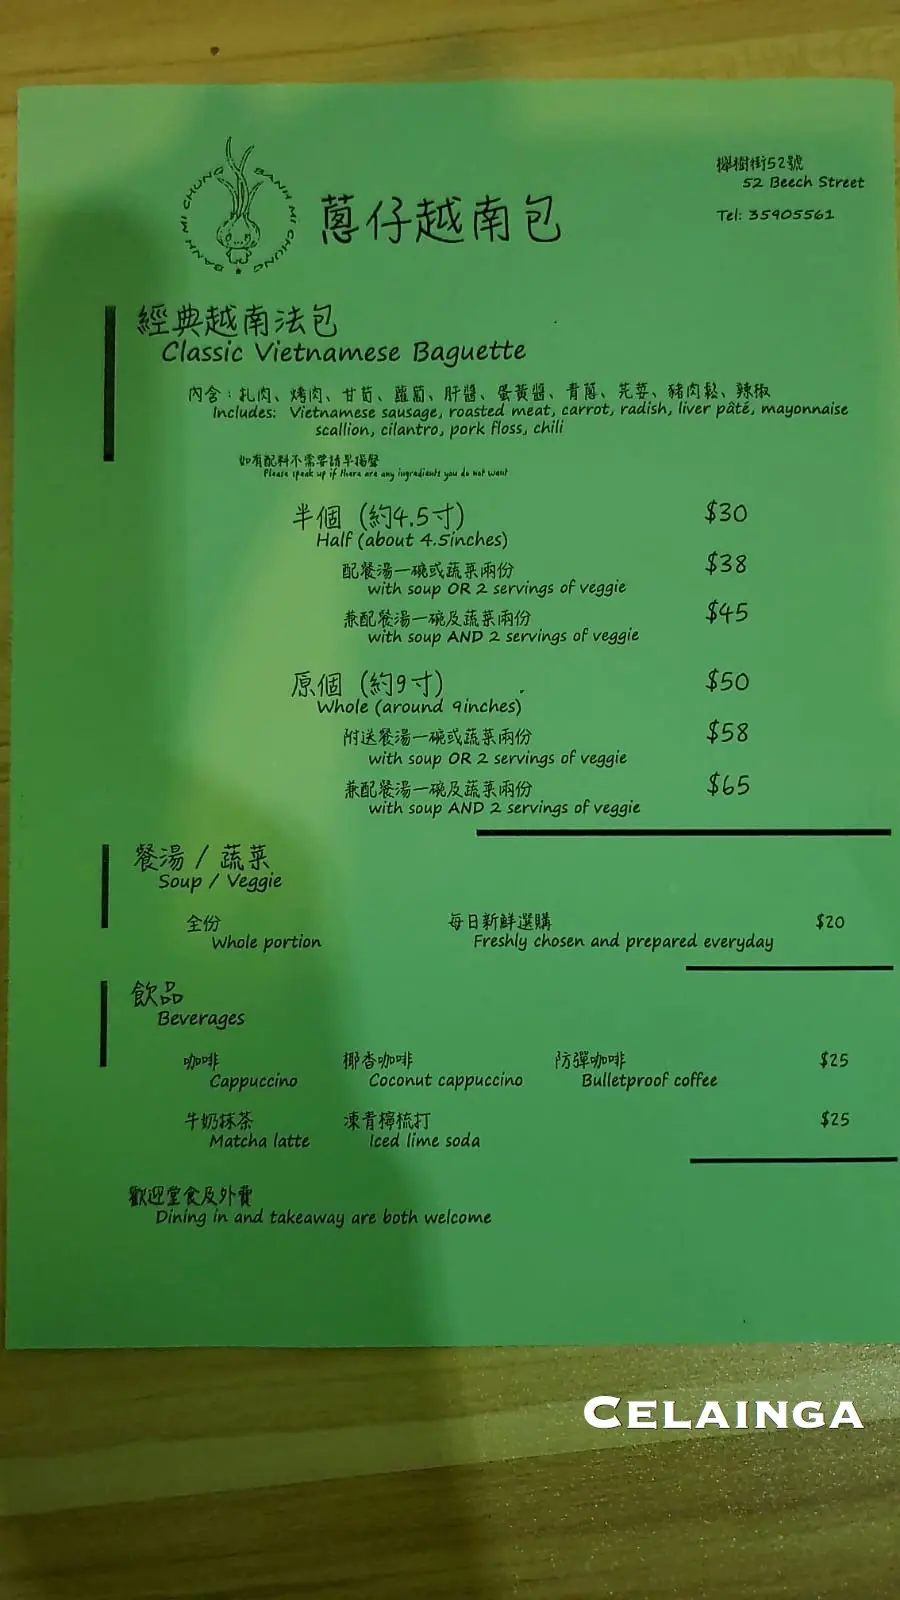 BANH MI CHUNG BANH MI CHUNG
蔥仔越南包
櫸樹街52號
52 Beech Street
Tel: 35905561
經典越南法包
Classic Vietnamese Baguette
內含：扎肉、烤肉、甘筍、蘿蔔、肝醬、蛋黃醬、青蔥、芫荽、豬肉鬆、辣椒
Includes: Vietnamese sausage, roasted meat, carrot, radish, liver pâté, mayonnaise
scallion, cilantro, pork floss, chili
如有配料不需要請早揚聲
Please speak up if there are any ingredients you do not want
半個 (約4.5寸) $30
Half (about 4.5inches)
配餐湯一碗或蔬菜兩份 $38
with soup OR 2 servings of veggie
兼配餐湯一碗及蔬菜兩份 $45
with soup AND 2 servings of veggie
原個 (約9寸) $50
Whole (around 9inches)
附送餐湯一碗或蔬菜兩份 $58
with soup OR 2 servings of veggie
兼配餐湯一碗及蔬菜兩份 $65
with soup AND 2 servings of veggie
餐湯 / 蔬菜
Soup / Veggie
全份 每日新鮮選購 $20
Whole portion Freshly chosen and prepared everyday
飲品
Beverages
咖啡 椰香咖啡 防彈咖啡 $25
Cappuccino Coconut cappuccino Bulletproof coffee
牛奶抹茶 凍青檸梳打 $25
Matcha latte Iced lime soda
歡迎堂食及外賣
Dining in and takeaway are both welcome
CELAINGA